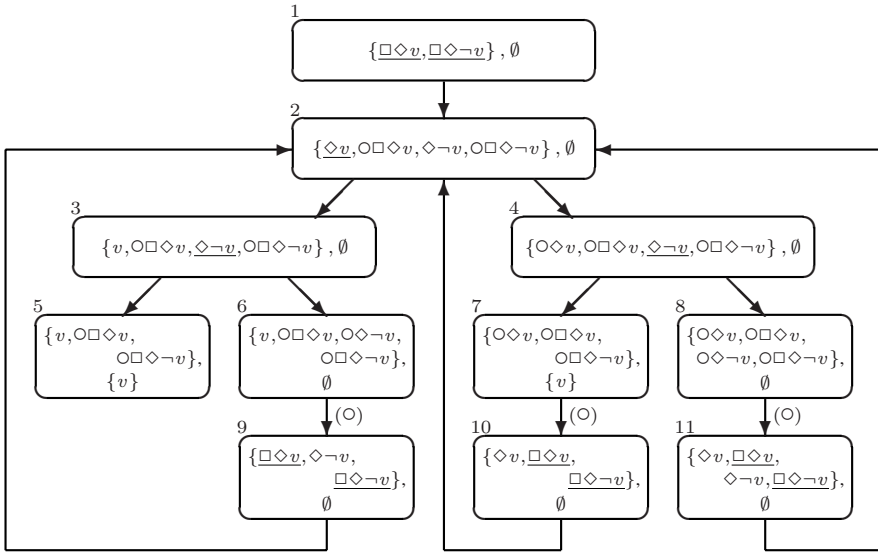 1
{□◇v,□◇¬v} , ∅
2
{◇v,○□◇v,◇¬v,○□◇¬v} , ∅
3
{v,○□◇v,◇¬v,○□◇¬v} , ∅
4
{○◇v,○□◇v,◇¬v,○□◇¬v} , ∅
5
{v,○□◇v,
○□◇¬v},
{v}
6
{v,○□◇v,○◇¬v,
○□◇¬v},
∅
7
{○◇v,○□◇v,
○□◇¬v},
{v}
8
{○◇v,○□◇v,
○◇¬v,○□◇¬v},
∅
(○)
(○)
(○)
9
{□◇v,◇¬v,
□◇¬v},
∅
10
{◇v,□◇v,
□◇¬v},
∅
11
{◇v,□◇v,
◇¬v,□◇¬v},
∅